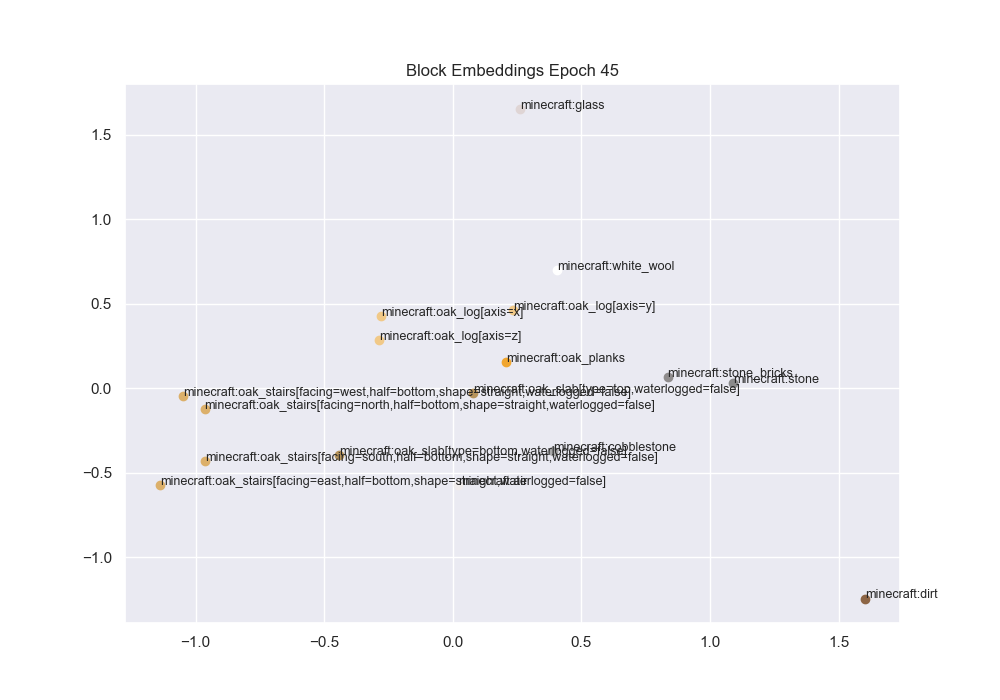 Block Embeddings Epoch 45
minecraft:glass
minecraft:white_wool
minecraft:oak_log[axis=x]
minecraft:oak_log[axis=y]
minecraft:oak_log[axis=z]
minecraft:oak_planks
minecraft:stone_bricks
minecraft:stone
minecraft:oak_slab[type=top,waterlogged=false]
minecraft:oak_stairs[facing=west,half=bottom,shape=straight,waterlogged=false]
minecraft:oak_stairs[facing=north,half=bottom,shape=straight,waterlogged=false]
minecraft:cobblestone
minecraft:oak_slab[type=bottom,waterlogged=false]
minecraft:oak_stairs[facing=south,half=bottom,shape=straight,waterlogged=false]
minecraft:oak_stairs[facing=east,half=bottom,shape=straight,waterlogged=false]
minecraft:air
minecraft:dirt
1.5
1.0
0.5
0.0
−0.5
−1.0
−1.0
−0.5
0.0
0.5
1.0
1.5